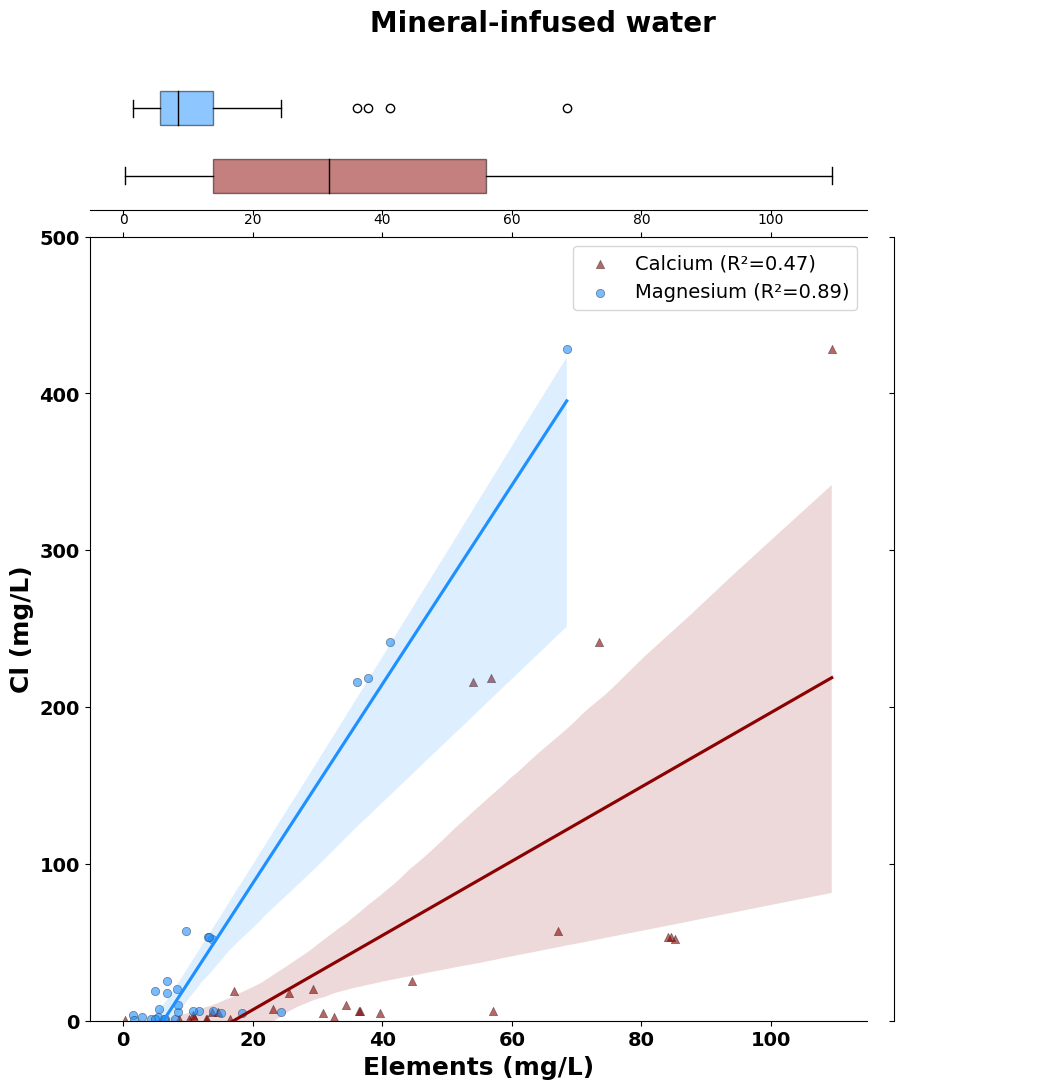 Mineral-infused water
0 20 40 60 80 100
500
Calcium (R²=0.47)
Magnesium (R²=0.89)
400
300
200
100
0
Cl (mg/L)
0 20 40 60 80 100
Elements (mg/L)